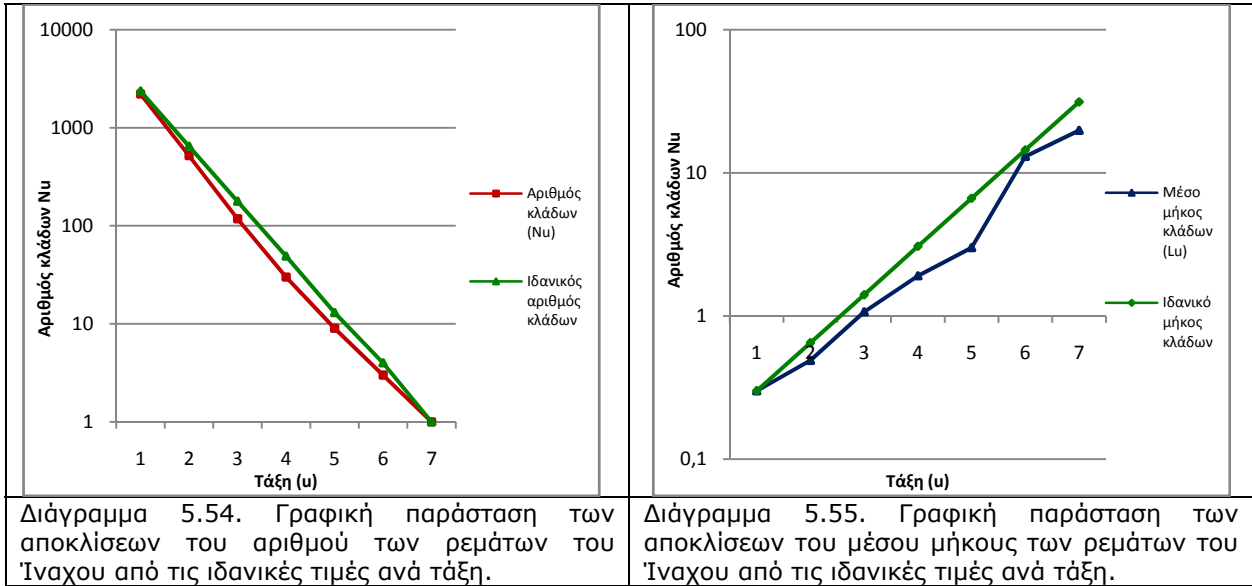 10000
1000
100
10
1
1 2 3 4 5 6 7
Αριθμός κλάδων Nu
Τάξη (u)
Αριθμός
κλάδων
(Nu)
Ιδανικός
αριθμός
κλάδων
Διάγραμμα 5.54. Γραφική παράσταση των
αποκλίσεων του αριθμού των ρεμάτων του
Ίναχου από τις ιδανικές τιμές ανά τάξη.
100
10
1
0,1
1 2 3 4 5 6 7
Αριθμός κλάδων Nu
Τάξη (u)
Μέσο
μήκος
κλάδων
(Lu)
Ιδανικό
μήκος
κλάδων
Διάγραμμα 5.55. Γραφική παράσταση των
αποκλίσεων του μέσου μήκους των ρεμάτων του
Ίναχου από τις ιδανικές τιμές ανά τάξη.